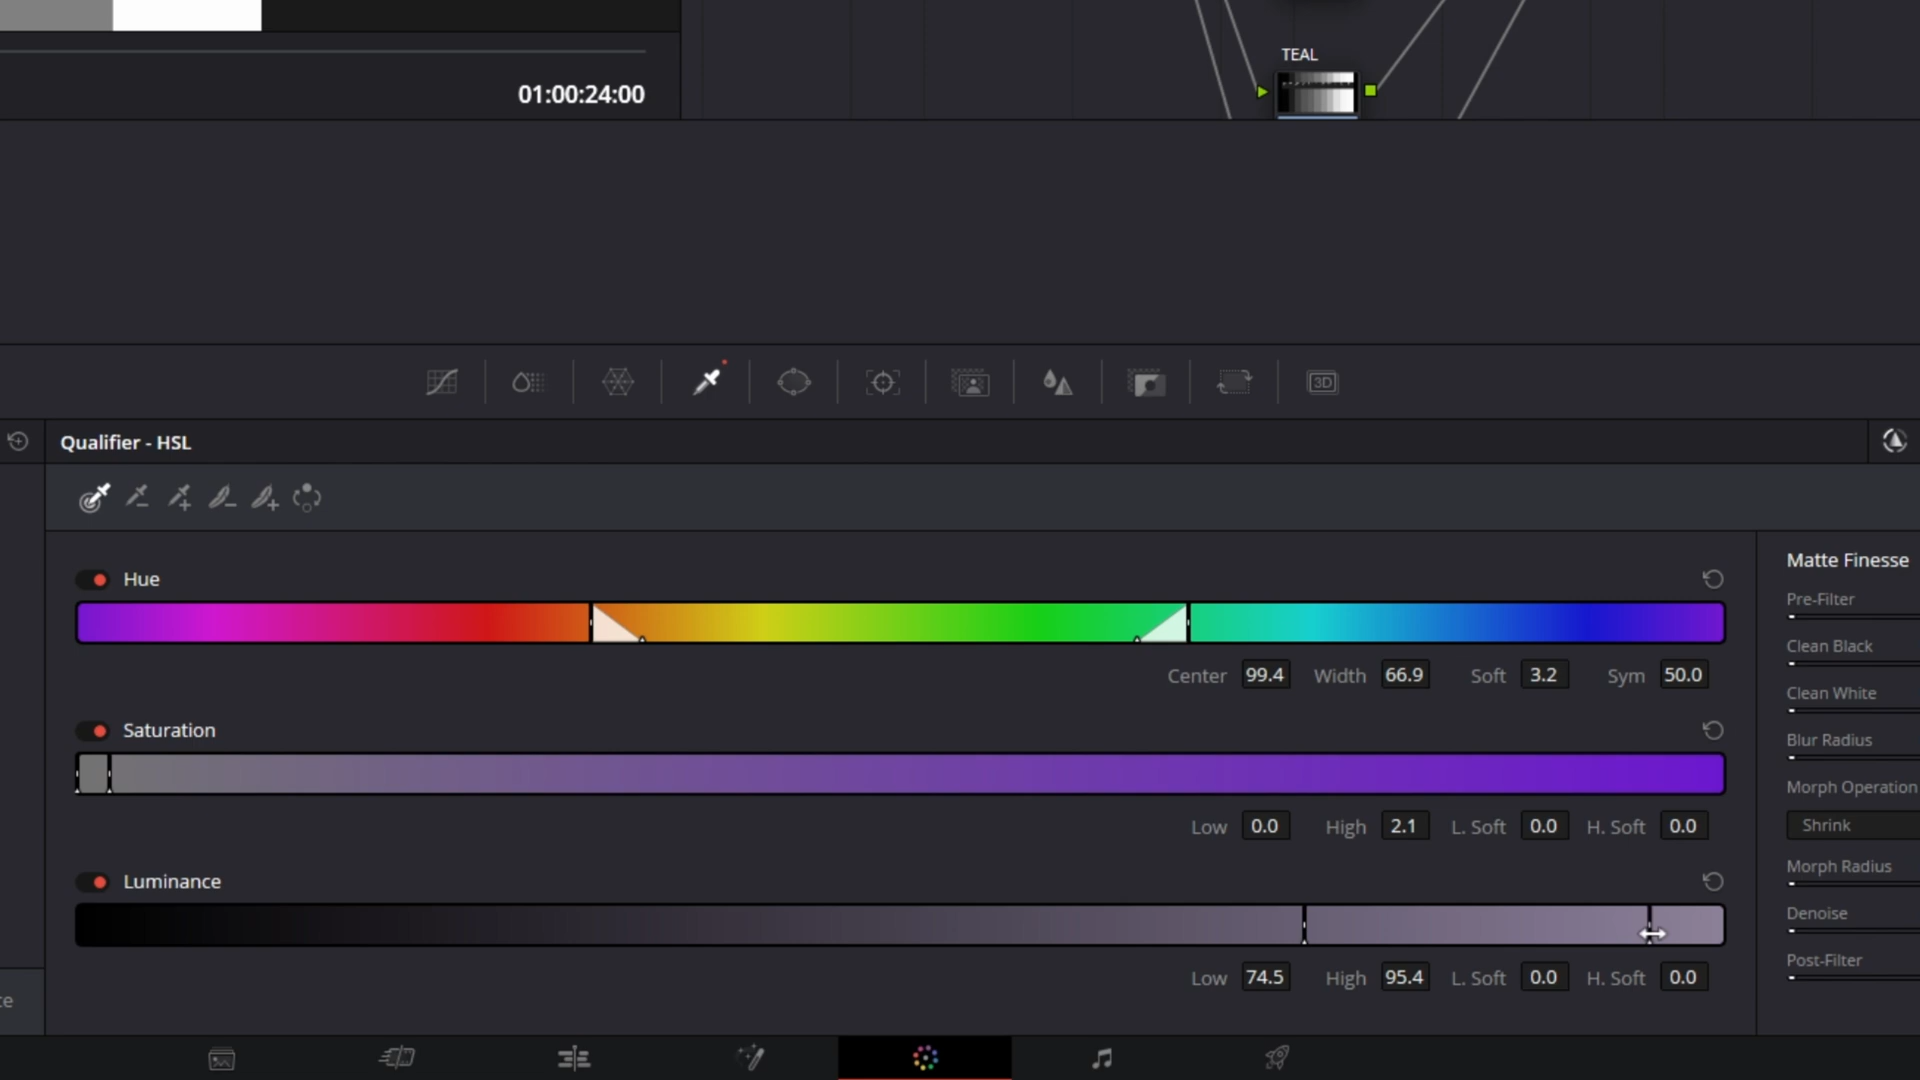 TEAL
01:00:24:00
3D
Qualifier - HSL
Hue
Center 99.4 Width 66.9 Soft 3.2 Sym 50.0
Saturation
Low 0.0 High 2.1 L. Soft 0.0 H. Soft 0.0
Luminance
Low 74.5 High 95.4 L. Soft 0.0 H. Soft 0.0
Matte Finesse
Pre-Filter
Clean Black
Clean White
Blur Radius
Morph Operation
Shrink
Morph Radius
Denoise
Post-Filter